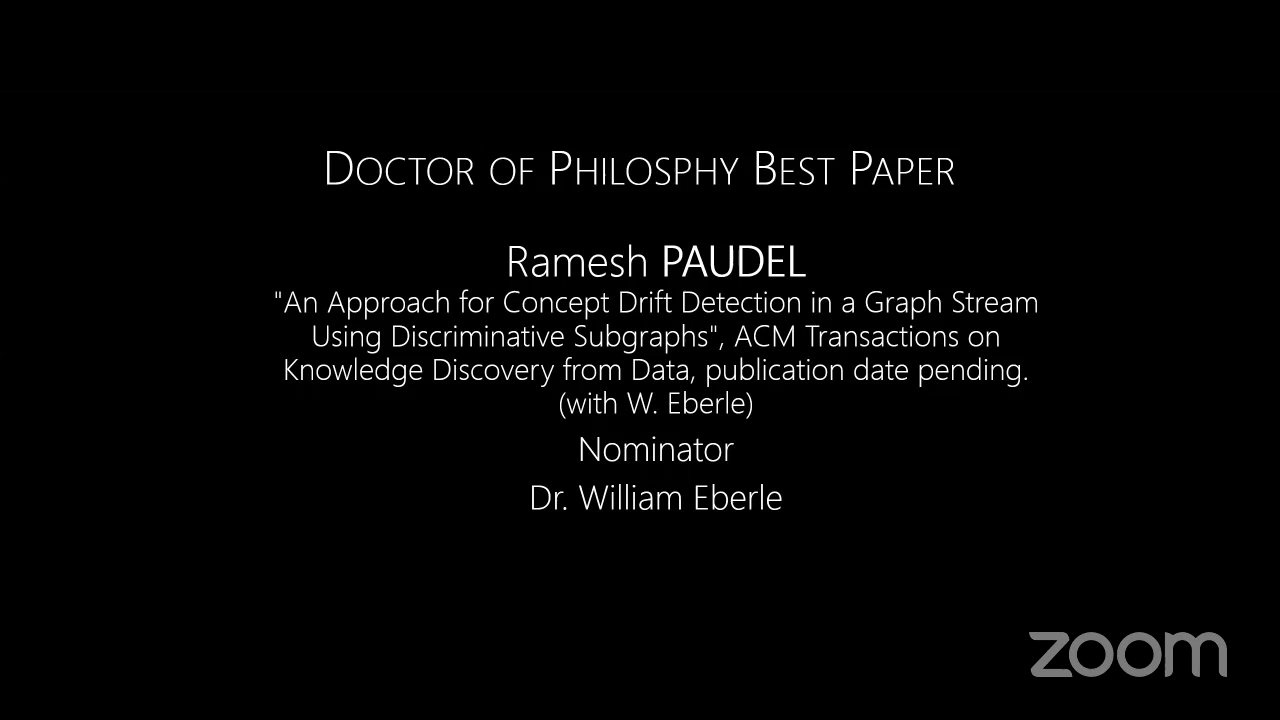 DOCTOR OF PHILOSPHY BEST PAPER
Ramesh PAUDEL
"An Approach for Concept Drift Detection in a Graph Stream
Using Discriminative Subgraphs", ACM Transactions on
Knowledge Discovery from Data, publication date pending.
(with W. Eberle)
Nominator
Dr. William Eberle
zoom